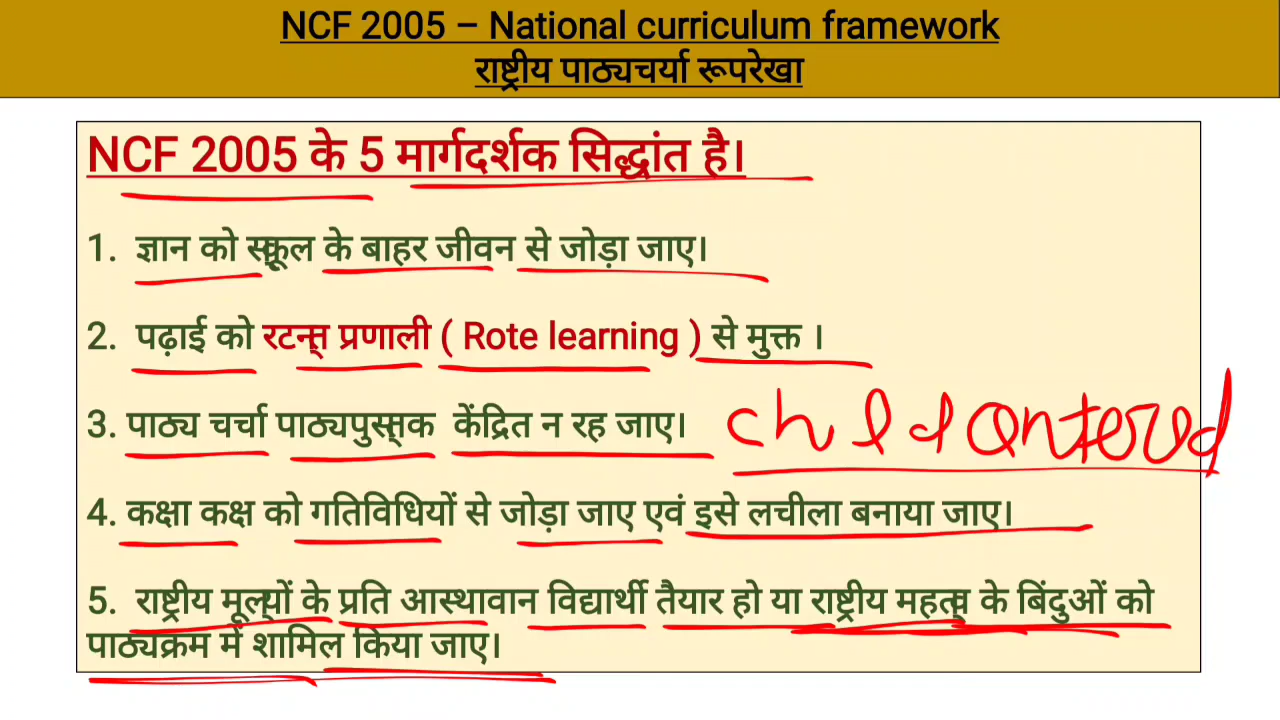 NCF 2005 – National curriculum framework
राष्ट्रीय पाठ्यचर्या रूपरेखा
NCF 2005 के 5 मार्गदर्शक सिद्धांत है।
1. ज्ञान को स्कूल के बाहर जीवन से जोड़ा जाए।
2. पढ़ाई को रटन्त प्रणाली ( Rote learning ) से मुक्त ।
3. पाठ्य चर्चा पाठ्यपुस्तक केंद्रित न रह जाए।
4. कक्षा कक्ष को गतिविधियों से जोड़ा जाए एवं इसे लचीला बनाया जाए।
5. राष्ट्रीय मूल्यों के प्रति आस्थावान विद्यार्थी तैयार हो या राष्ट्रीय महत्व के बिंदुओं को
पाठ्यक्रम में शामिल किया जाए।